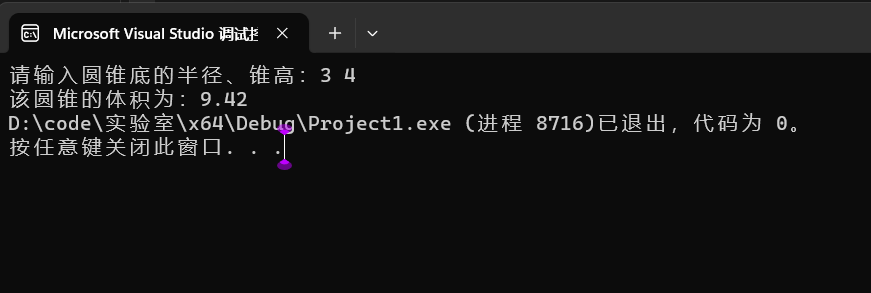 Microsoft Visual Studio 调试
请输入圆锥底的半径、锥高：3 4
该圆锥的体积为：9.42
D:\code\实验室\x64\Debug\Project1.exe (进程 8716)已退出，代码为 0。
按任意键关闭此窗口. . .